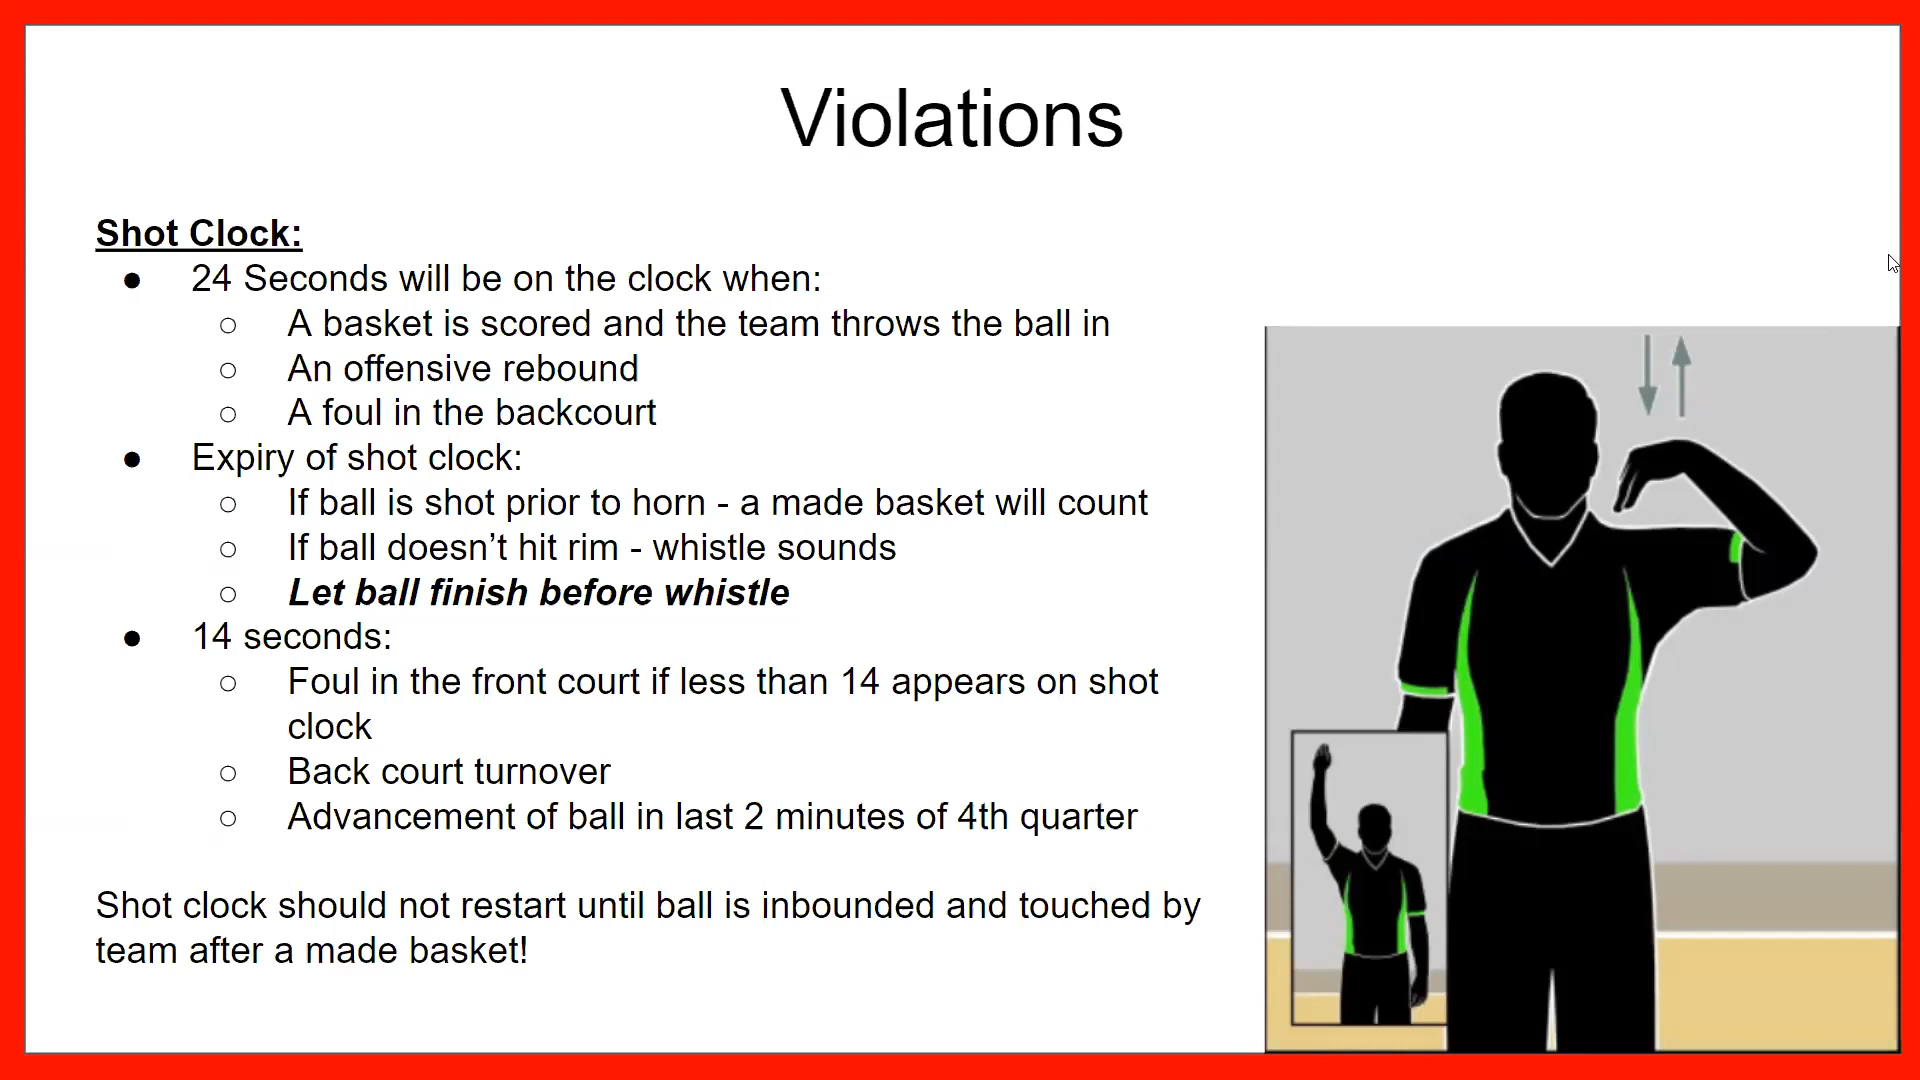 Violations
Shot Clock:
● 24 Seconds will be on the clock when:
○ A basket is scored and the team throws the ball in
○ An offensive rebound
○ A foul in the backcourt
● Expiry of shot clock:
○ If ball is shot prior to horn - a made basket will count
○ If ball doesn’t hit rim - whistle sounds
○ Let ball finish before whistle
● 14 seconds:
○ Foul in the front court if less than 14 appears on shot
clock
○ Back court turnover
○ Advancement of ball in last 2 minutes of 4th quarter
Shot clock should not restart until ball is inbounded and touched by
team after a made basket!